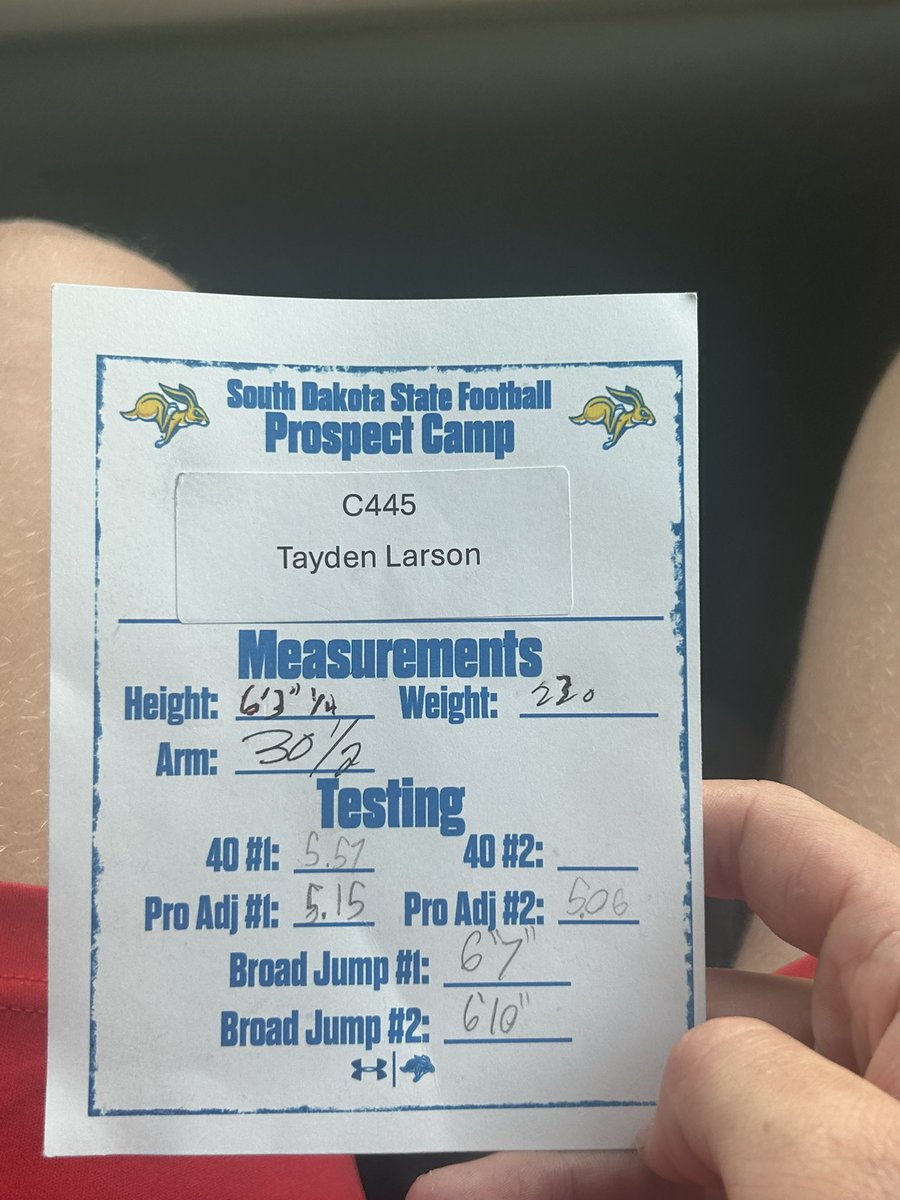 South Dakota State Football
Prospect Camp
C445
Tayden Larson
Measurements
Height: 6'3" 1/4 Weight: 230
Arm: 30 1/2
Testing
40 #1: 5.57 40 #2:
Pro Adj #1: 5.15 Pro Adj #2: 5.06
Broad Jump #1: 6"7"
Broad Jump #2: 6'10"